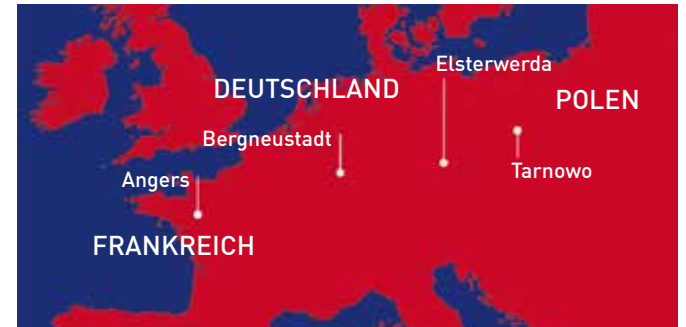 Elsterwerda
DEUTSCHLAND
POLEN
Bergneustadt
Tarnowo
Angers
FRANKREICH